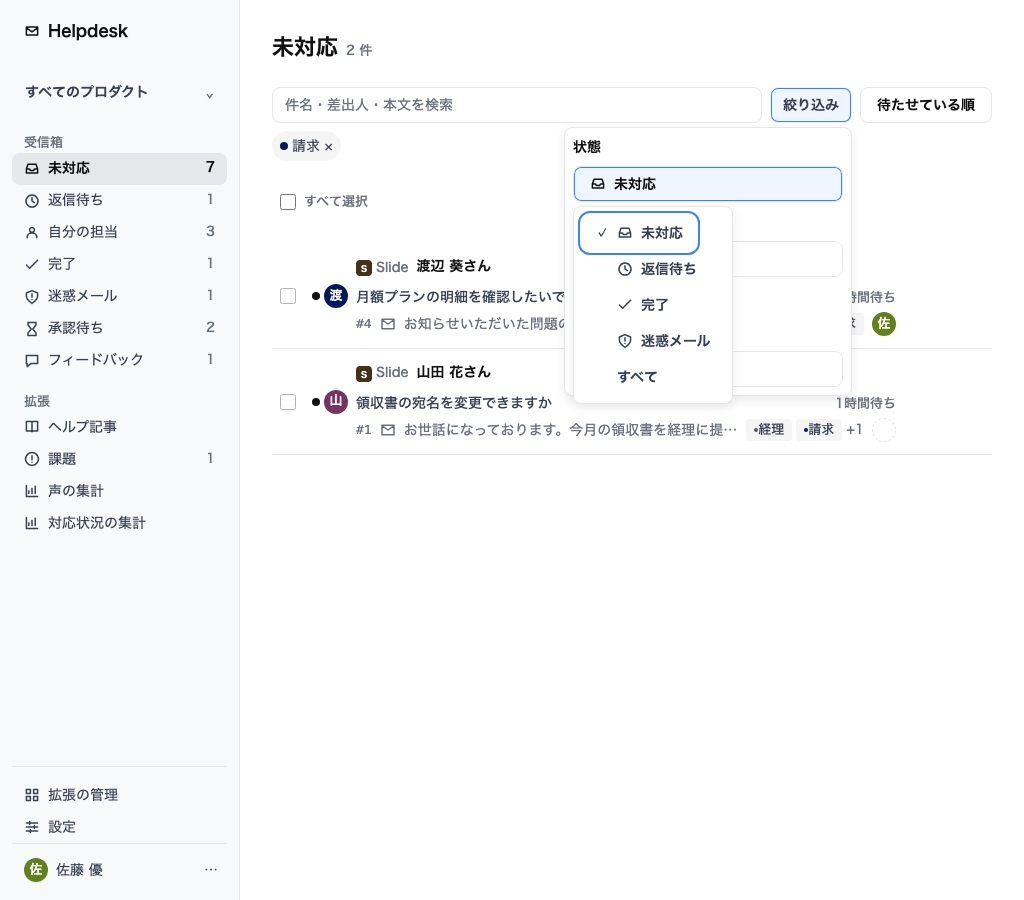 Helpdesk
すべてのプロダクト
受信箱
未対応 7
返信待ち 1
自分の担当 3
完了 1
迷惑メール 1
承認待ち 2
フィードバック 1
拡張
ヘルプ記事
課題 1
声の集計
対応状況の集計
拡張の管理
設定
佐 佐藤 優 …
未対応 2 件
件名・差出人・本文を検索 絞り込み 待たせている順
請求 ×
すべて選択
状態
未対応
✓ 未対応
返信待ち
完了
迷惑メール
すべて
S Slide 渡辺 葵さん
渡 月額プランの明細を確認したいで 時間待ち
#4 お知らせいただいた問題の 佐
S Slide 山田 花さん
山 領収書の宛名を変更できますか 1時間待ち
#1 お世話になっております。今月の領収書を経理に提… •経理 •請求 +1